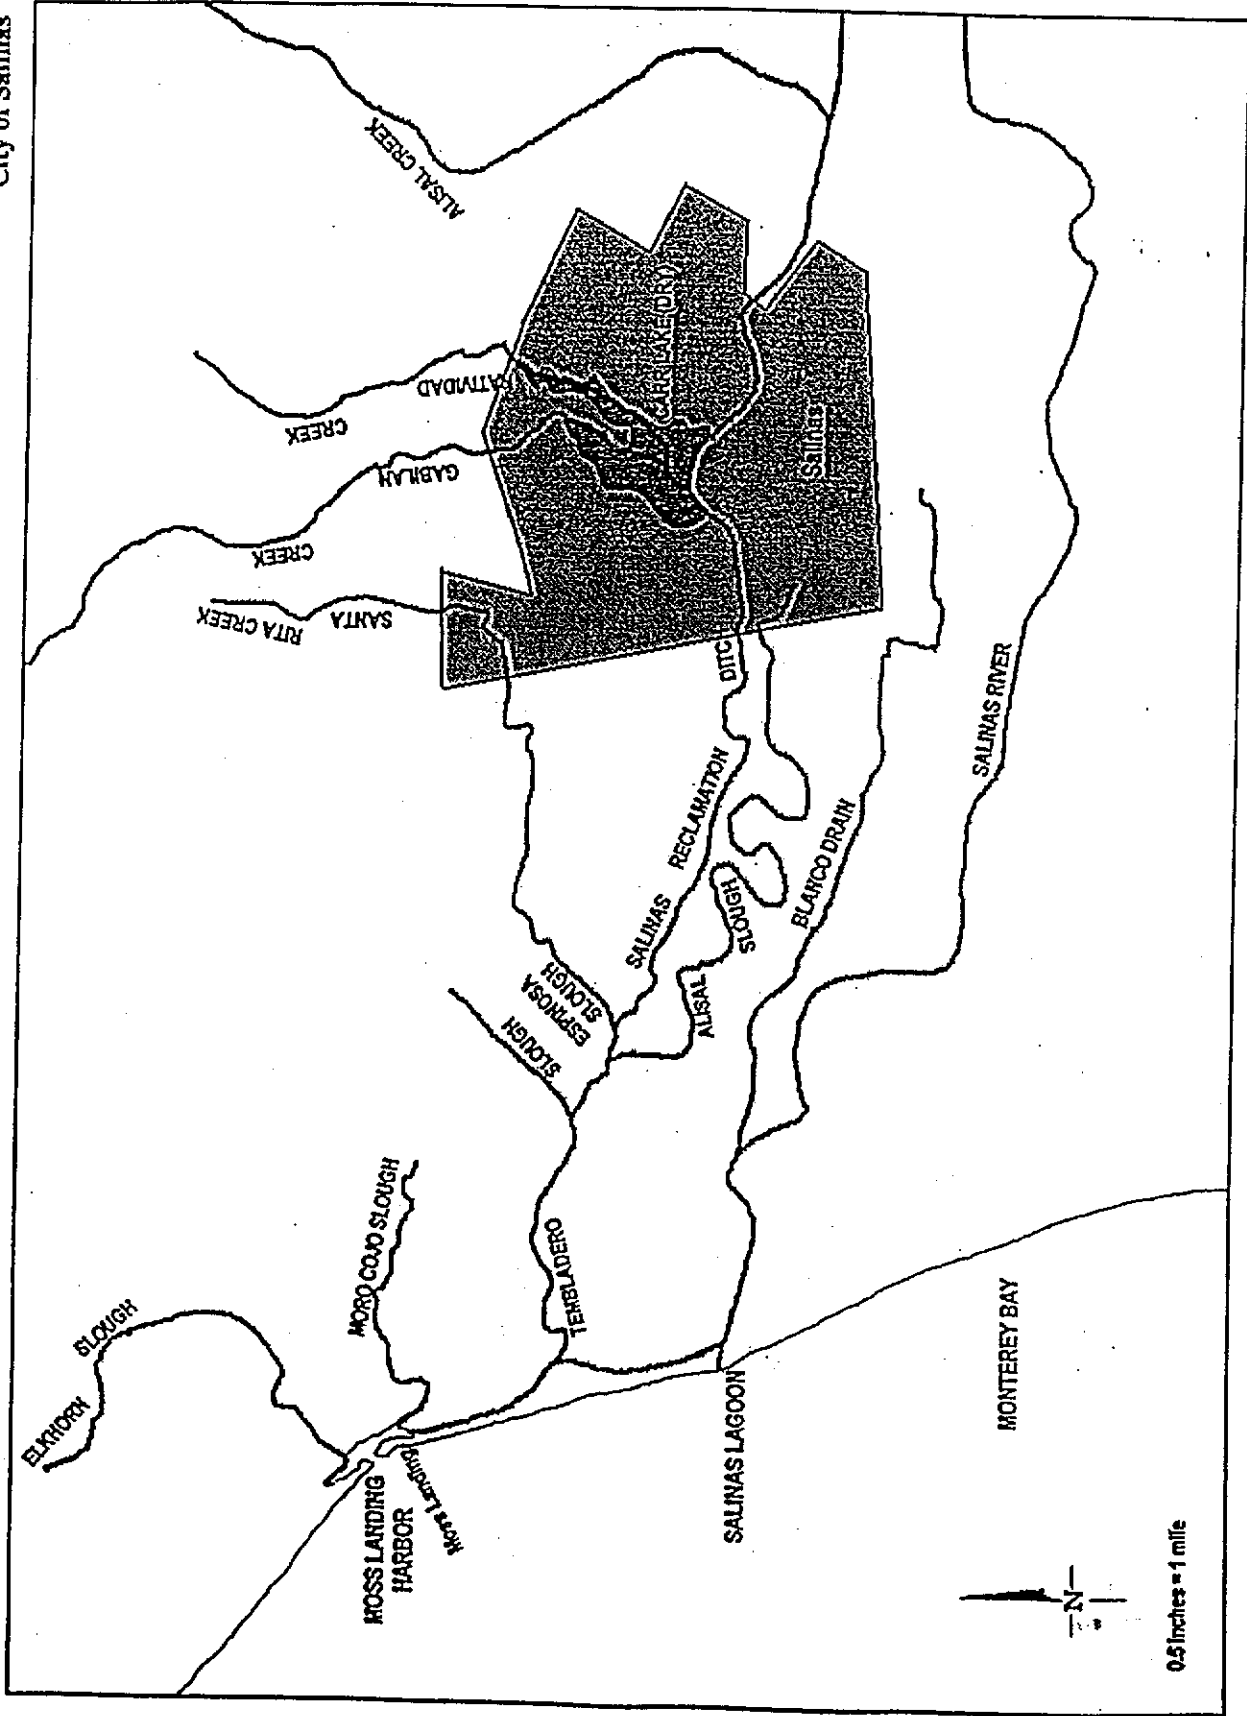 City of Salinas
ELKHORN
SLOUGH
MORO COJO SLOUGH
MOSS LANDING
HARBOR
Moss Landing
TEMBLADERO
SLOUGH
ESPINOSA
SLOUGH
SANTA
RITA CREEK
GABILAN
CREEK
NATIVIDAD
CREEK
ALISAL CREEK
CARR LAKE (DRY)
Salinas
SALINAS
RECLAMATION
DITC
ALISAL
SLOUGH
BLANCO DRAIN
SALINAS RIVER
SALINAS LAGOON
MONTEREY BAY
N
0.5 inches = 1 mile